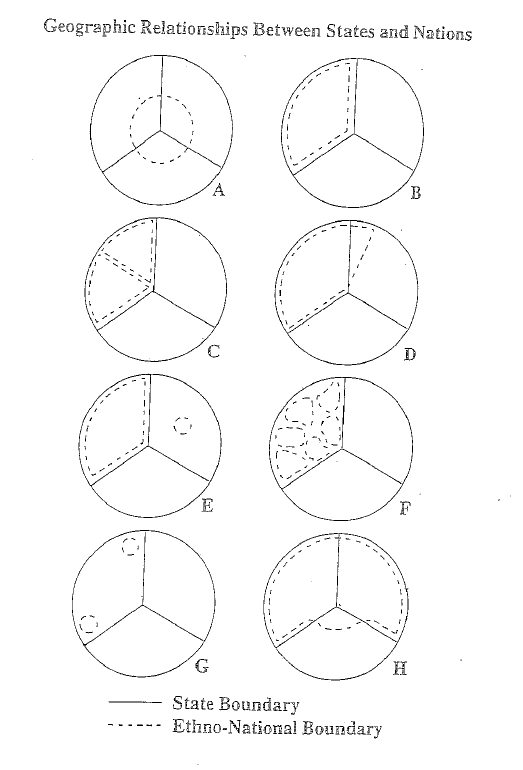 Geographic Relationships Between States and Nations
A
B
C
D
E
F
G
H
State Boundary
Ethno-National Boundary